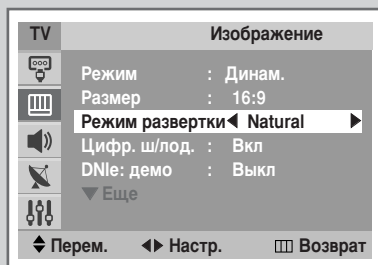 TV Изображение
Режим : Динам.
Размер : 16:9
Режим развертки◀ Natural ▶
Цифр. ш/под. : Вкл
DNIe: демо : Выкл
▼ Еще
◆ Перем. ◀▶ Настр. Возврат